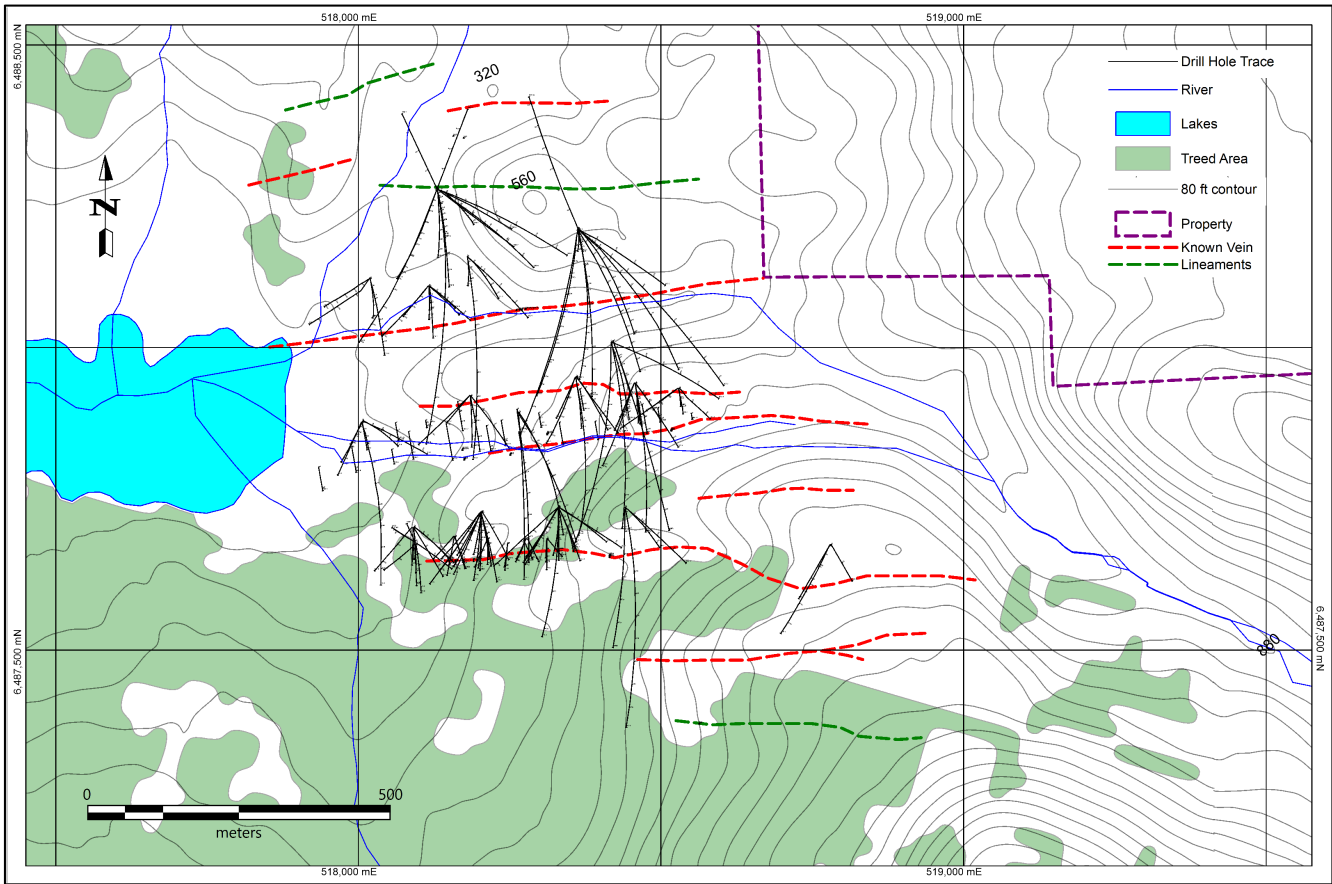 518,000 mE
519,000 mE
6,488,500 mN
320
Drill Hole Trace
River
Lakes
Treed Area
80 ft contour
Property
Known Vein
Lineaments
N
560
6,487,500 mN
6,487,500 mN
880
0
500
meters
518,000 mE
519,000 mE